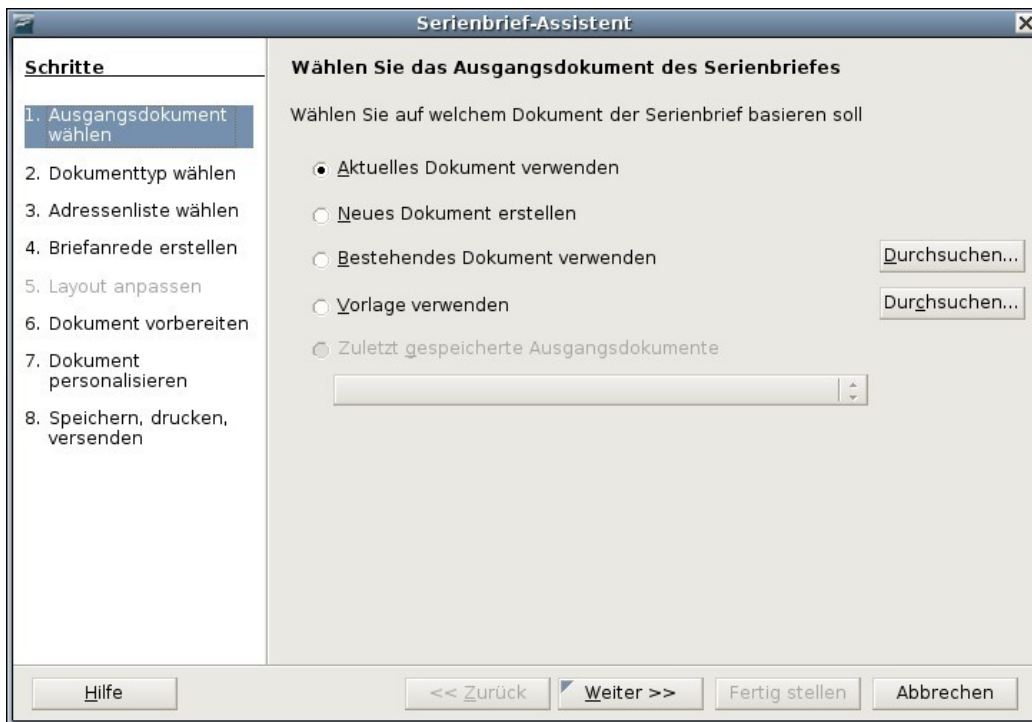 Serienbrief-Assistent
Schritte
1. Ausgangsdokument
wählen
2. Dokumenttyp wählen
3. Adressenliste wählen
4. Briefanrede erstellen
5. Layout anpassen
6. Dokument vorbereiten
7. Dokument
personalisieren
8. Speichern, drucken,
versenden
Wählen Sie das Ausgangsdokument des Serienbriefes
Wählen Sie auf welchem Dokument der Serienbrief basieren soll
Aktuelles Dokument verwenden
Neues Dokument erstellen
Bestehendes Dokument verwenden
Durchsuchen...
Vorlage verwenden
Durchsuchen...
Zuletzt gespeicherte Ausgangsdokumente
Hilfe
<< Zurück
Weiter >>
Fertig stellen
Abbrechen